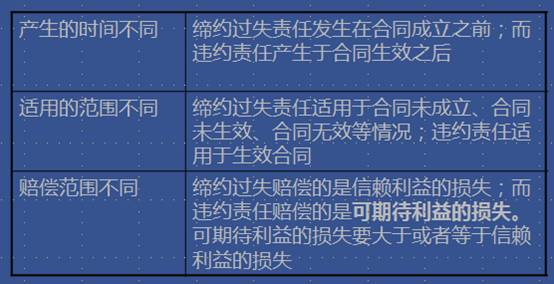 产生的时间不同
缔约过失责任发生在合同成立之前；而
违约责任产生于合同生效之后
适用的范围不同
缔约过失责任适用于合同未成立、合同
未生效、合同无效等情况；违约责任适
用于生效合同
赔偿范围不同
缔约过失赔偿的是信赖利益的损失；而
违约责任赔偿的是可期待利益的损失。
可期待利益的损失要大于或者等于信赖
利益的损失